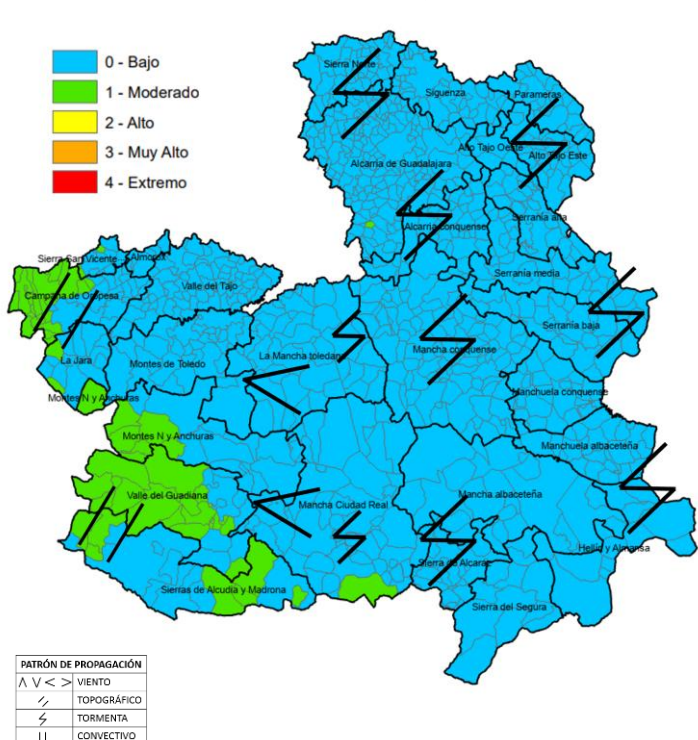 0 - Bajo
1 - Moderado
2 - Alto
3 - Muy Alto
4 - Extremo
Sierra Norte
Sigüenza
Parameras
Alto Tajo Oeste
Alto Tajo Este
Alcarria de Guadalajara
Serranía alta
Alcarria conquense
Sierra San Vicente
Almorox
Serranía media
Valle del Tajo
Campana de Oropesa
Serranía baja
La Mancha toledana
Mancha conquense
La Jara
Montes de Toledo
Manchuela conquense
Montes N y Anchuras
Montes N y Anchuras
Manchuela albaceteña
Valle del Guadiana
Mancha albaceteña
Mancha Ciudad Real
Hellín y Almansa
Sierra de Alcaraz
Sierras de Alcudia y Madrona
Sierra del Segura
PATRÓN DE PROPAGACIÓN
VIENTO
TOPOGRÁFICO
TORMENTA
CONVECTIVO